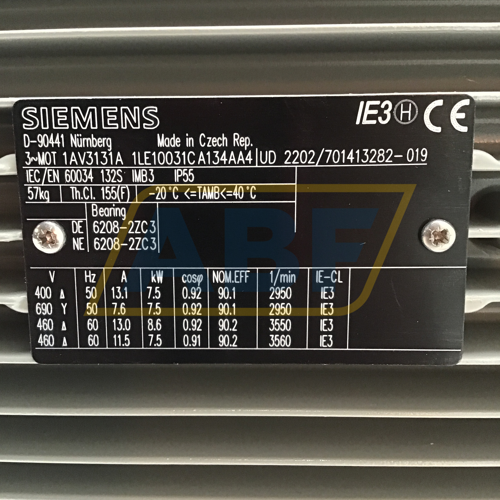 SIEMENS IE3 H CE
D-90441 Nürnberg Made in Czech Rep.
3~MOT 1AV3131A 1LE10031CA134AA4 UD 2202/701413282-019
IEC/EN 60034 132S IMB3 IP55
57kg Th.Cl. 155(F) -20°C <=TAMB<=40°C
Bearing
DE 6208-2ZC3
NE 6208-2ZC3
V Hz A kW cosφ NOM.EFF 1/min IE-CL
400 Δ 50 13.1 7.5 0.92 90.1 2950 IE3
690 Y 50 7.6 7.5 0.92 90.1 2950 IE3
460 Δ 60 13.0 8.6 0.92 90.2 3550 IE3
460 Δ 60 11.5 7.5 0.91 90.2 3560 IE3
ABF